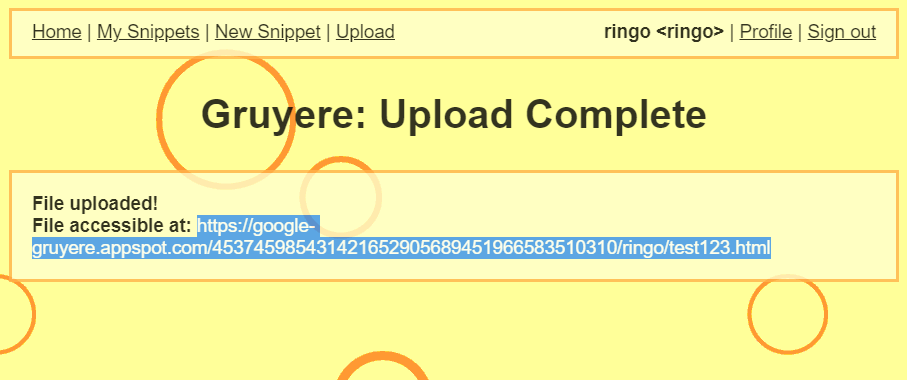 Home | My Snippets | New Snippet | Upload ringo <ringo> | Profile | Sign out
Gruyere: Upload Complete
File uploaded!
File accessible at: https://google-
gruyere.appspot.com/453745985431421652905689451966583510310/ringo/test123.html